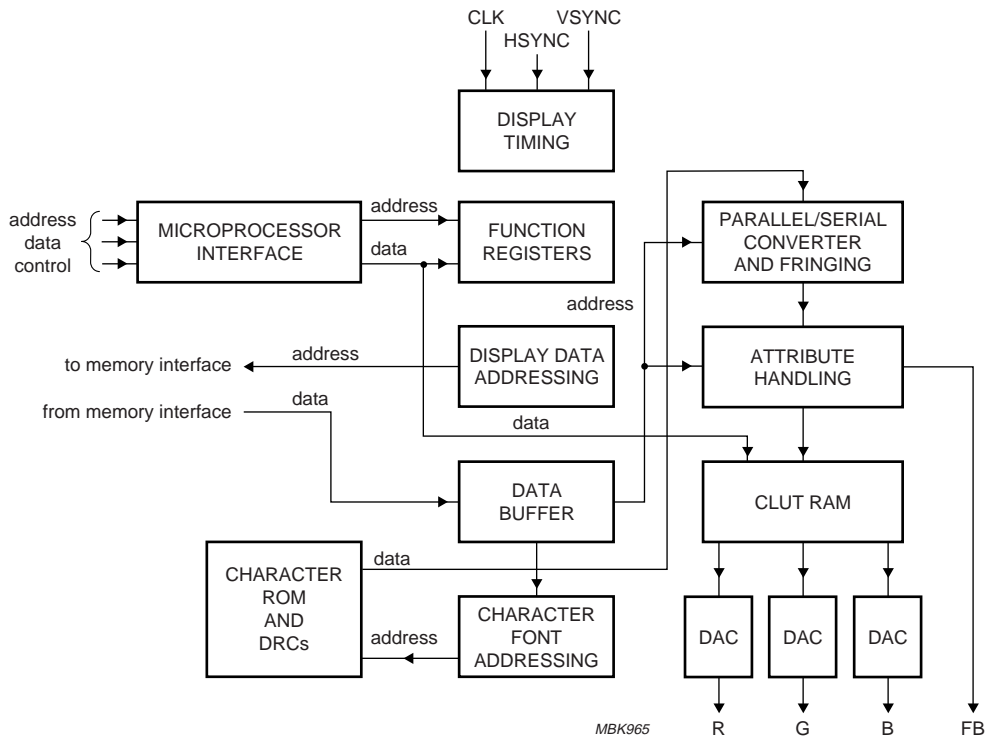 CLK
VSYNC
HSYNC
DISPLAY
TIMING
address
data
control
MICROPROCESSOR
INTERFACE
address
data
FUNCTION
REGISTERS
PARALLEL/SERIAL
CONVERTER
AND FRINGING
address
to memory interface
address
DISPLAY DATA
ADDRESSING
ATTRIBUTE
HANDLING
from memory interface
data
data
DATA
BUFFER
CLUT RAM
CHARACTER
ROM
AND
DRCs
data
address
CHARACTER
FONT
ADDRESSING
DAC
DAC
DAC
MBK965
R
G
B
FB